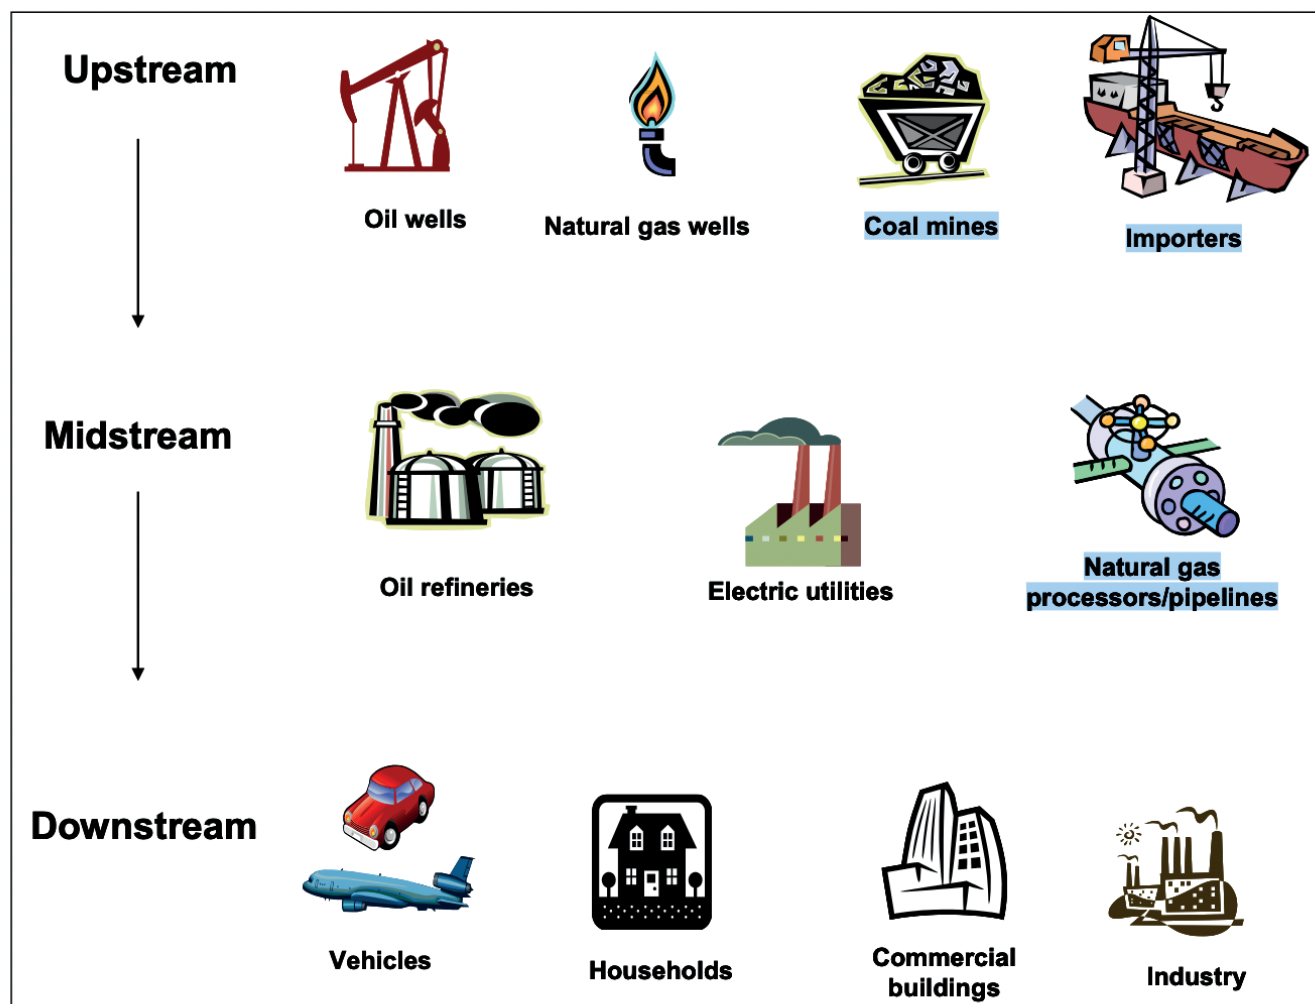 Upstream
Oil wells
Natural gas wells
Coal mines
Importers
Midstream
Oil refineries
Electric utilities
Natural gas
processors/pipelines
Downstream
Vehicles
Households
Commercial
buildings
Industry